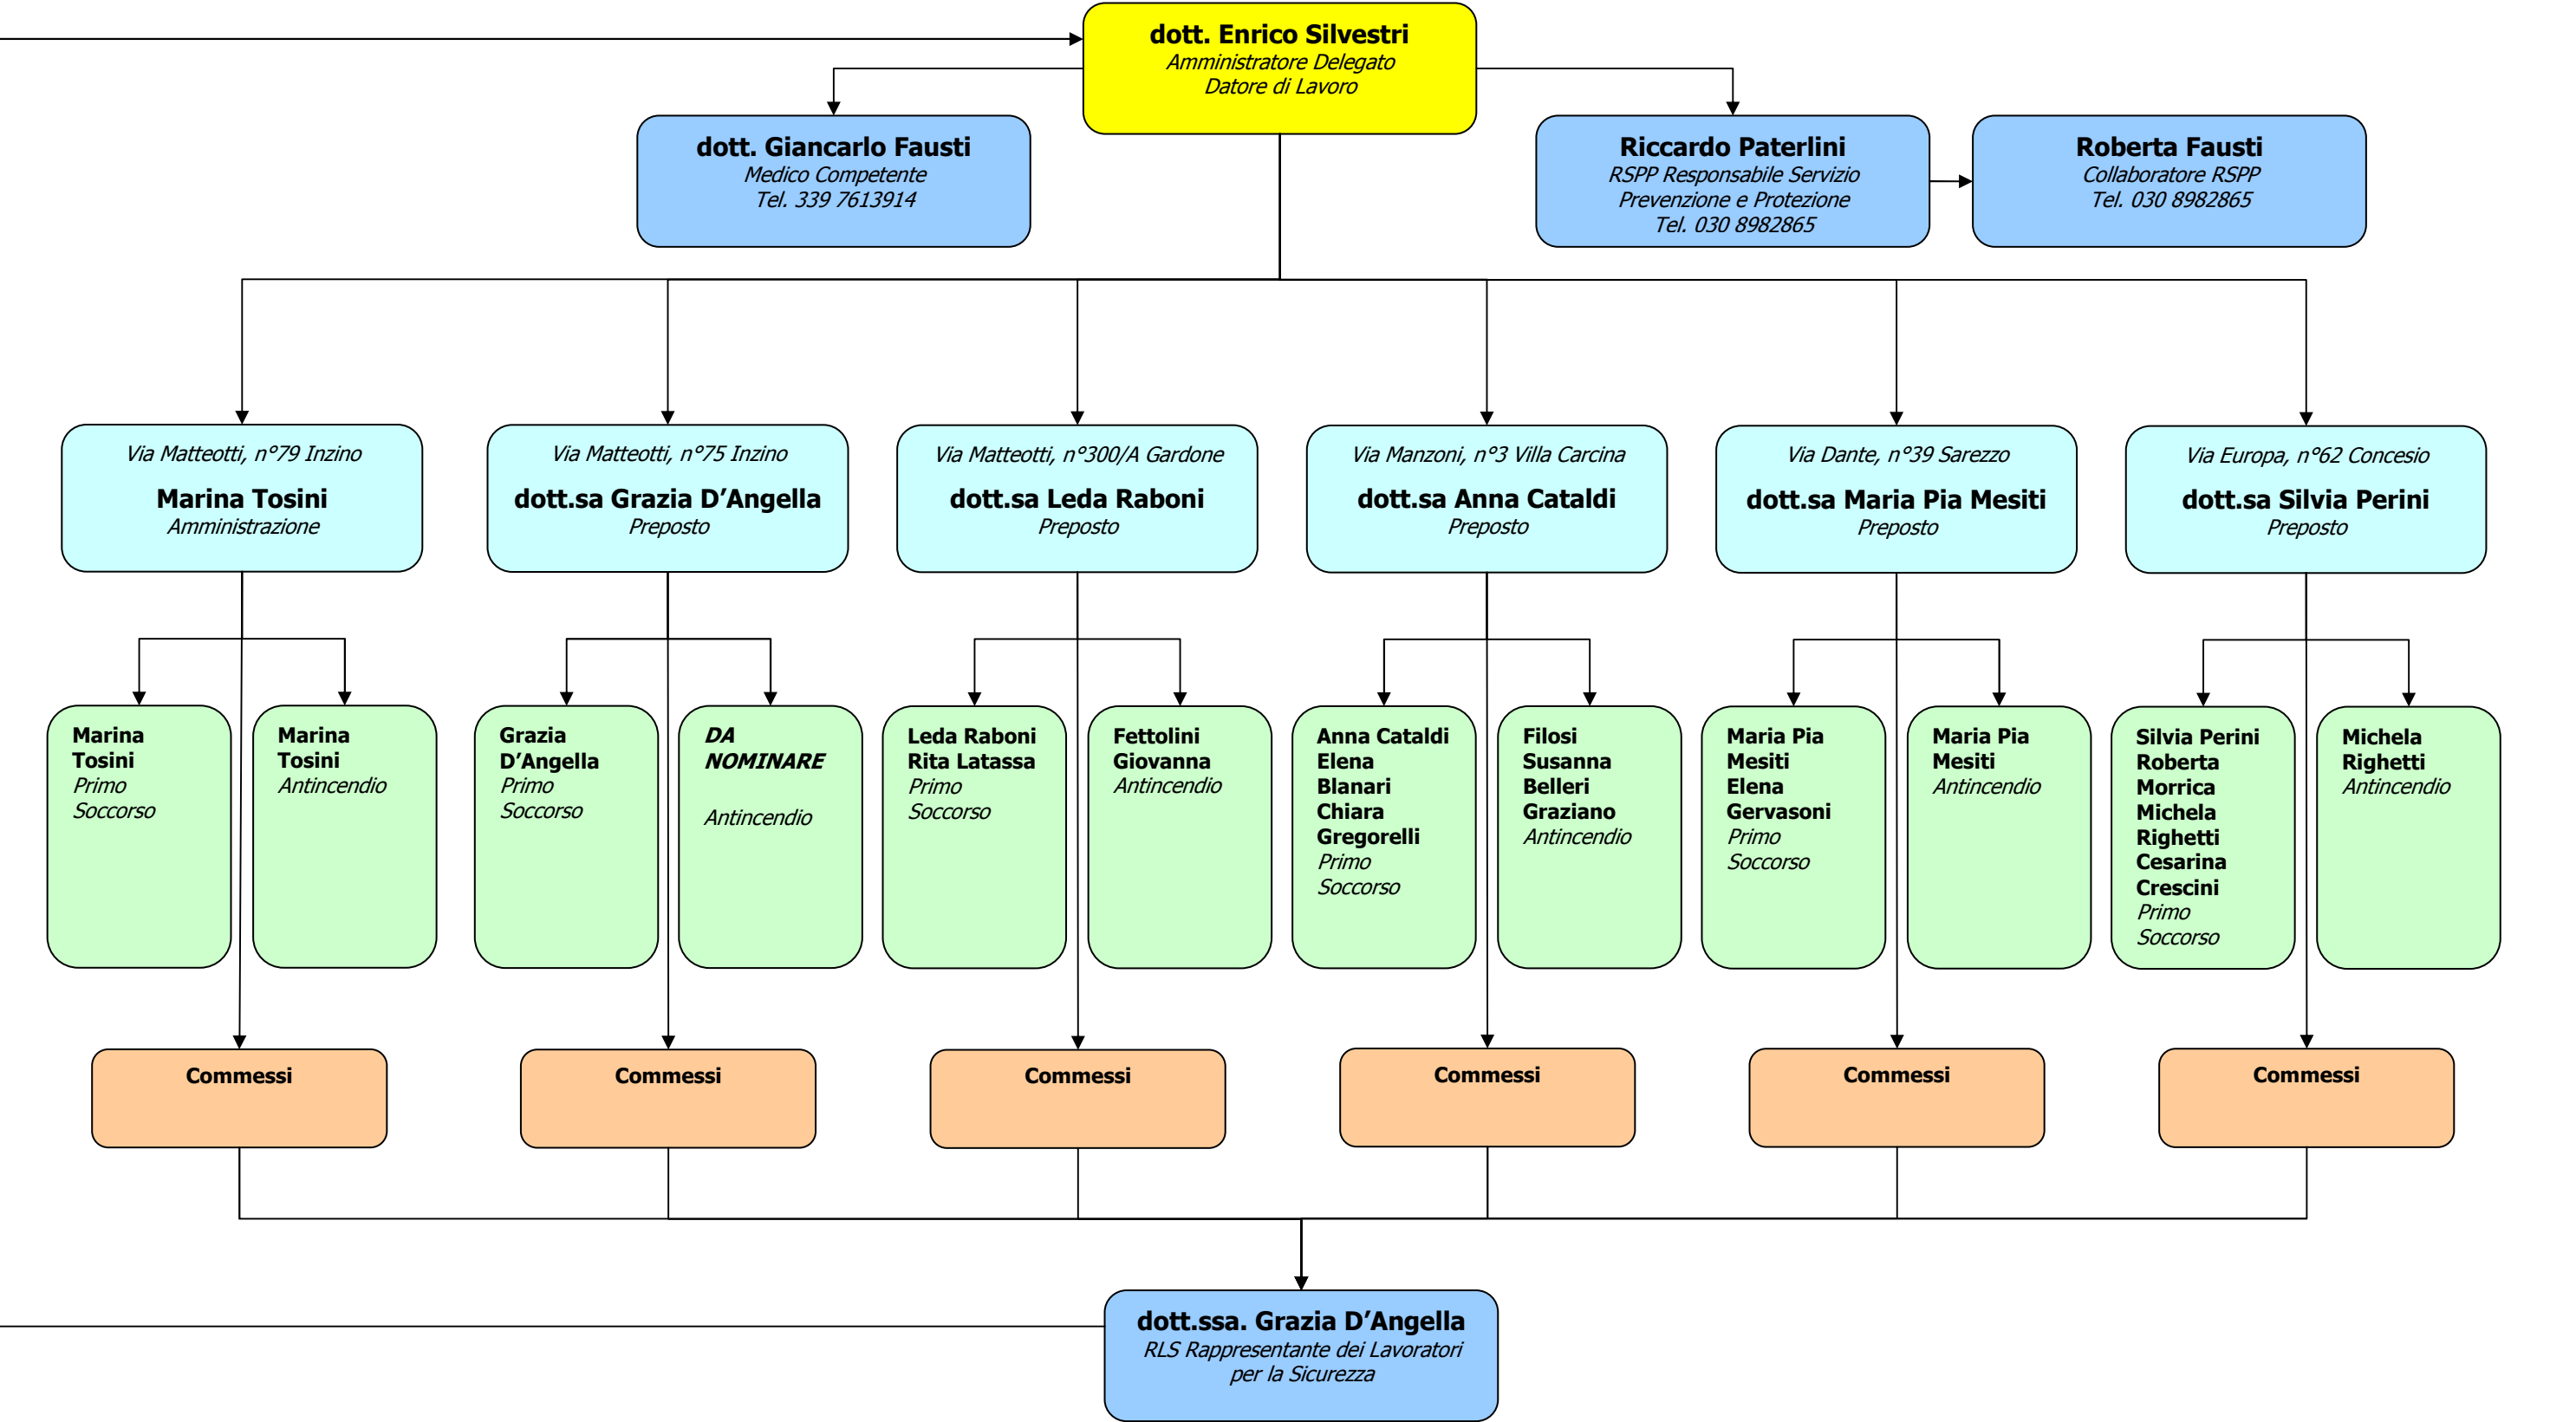 dott. Enrico Silvestri
Amministratore Delegato
Datore di Lavoro
dott. Giancarlo Fausti
Medico Competente
Tel. 339 7613914
Riccardo Paterlini
RSPP Responsabile Servizio
Prevenzione e Protezione
Tel. 030 8982865
Roberta Fausti
Collaboratore RSPP
Tel. 030 8982865
Via Matteotti, n°79 Inzino
Marina Tosini
Amministrazione
Via Matteotti, n°75 Inzino
dott.sa Grazia D’Angella
Preposto
Via Matteotti, n°300/A Gardone
dott.sa Leda Raboni
Preposto
Via Manzoni, n°3 Villa Carcina
dott.sa Anna Cataldi
Preposto
Via Dante, n°39 Sarezzo
dott.sa Maria Pia Mesiti
Preposto
Via Europa, n°62 Concesio
dott.sa Silvia Perini
Preposto
Marina
Tosini
Primo
Soccorso
Marina
Tosini
Antincendio
Grazia
D’Angella
Primo
Soccorso
DA
NOMINARE
Antincendio
Leda Raboni
Rita Latassa
Primo
Soccorso
Fettolini
Giovanna
Antincendio
Anna Cataldi
Elena
Blanari
Chiara
Gregorelli
Primo
Soccorso
Filosi
Susanna
Belleri
Graziano
Antincendio
Maria Pia
Mesiti
Elena
Gervasoni
Primo
Soccorso
Maria Pia
Mesiti
Antincendio
Silvia Perini
Roberta
Morrica
Michela
Righetti
Cesarina
Crescini
Primo
Soccorso
Michela
Righetti
Antincendio
Commessi
Commessi
Commessi
Commessi
Commessi
Commessi
dott.ssa. Grazia D’Angella
RLS Rappresentante dei Lavoratori
per la Sicurezza